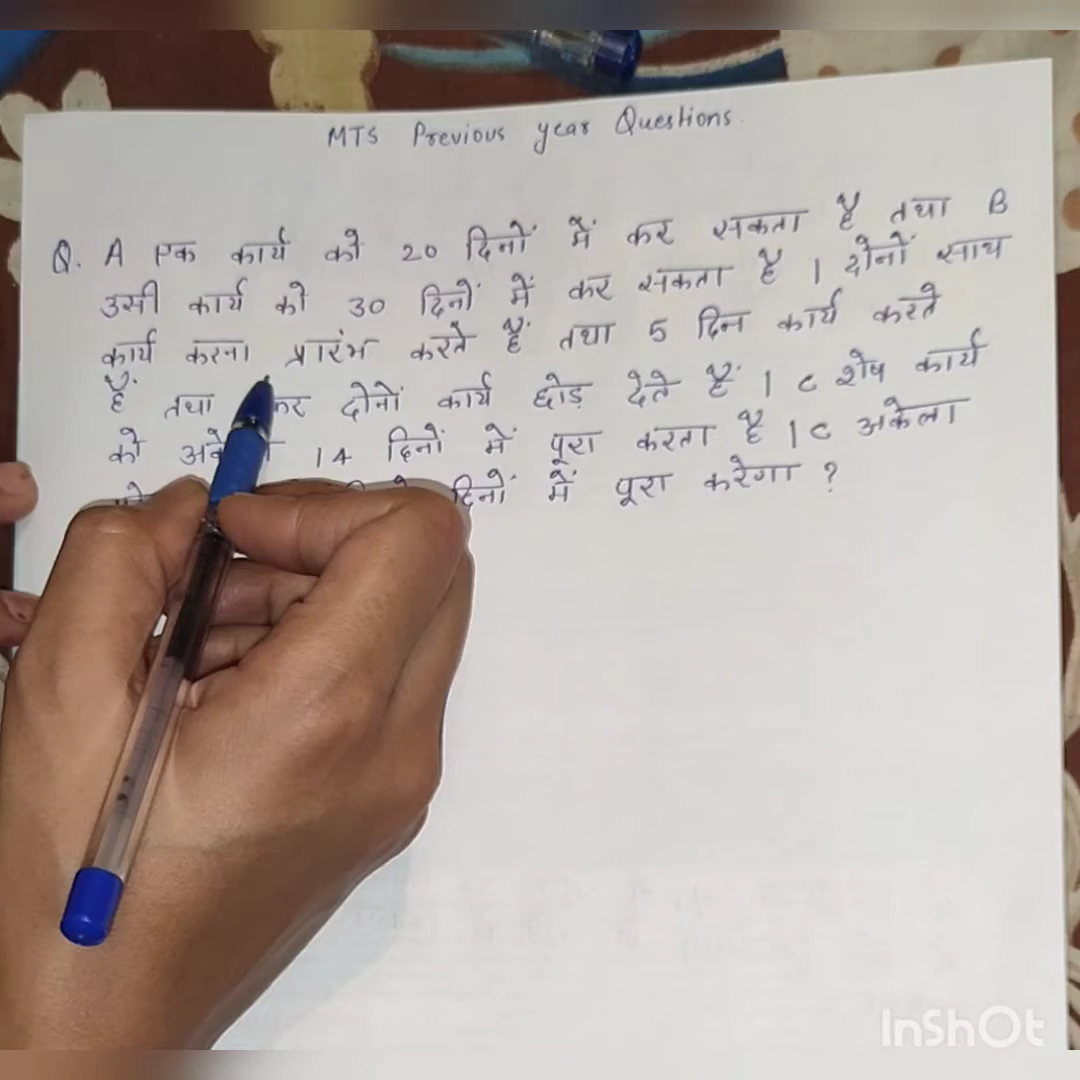 MTS Previous year Questions.
Q. A एक कार्य को 20 दिनों में कर सकता है तथा B
उसी कार्य को 30 दिनों में कर सकता है । दोनों साथ
कार्य करना प्रारंभ करते हैं तथा 5 दिन कार्य करते
हैं तथा दोनों कार्य छोड़ देते हैं । C शेष कार्य
को 14 दिनों में पूरा करता है । C अकेला
दिनों में पूरा करेगा ?
InShOt